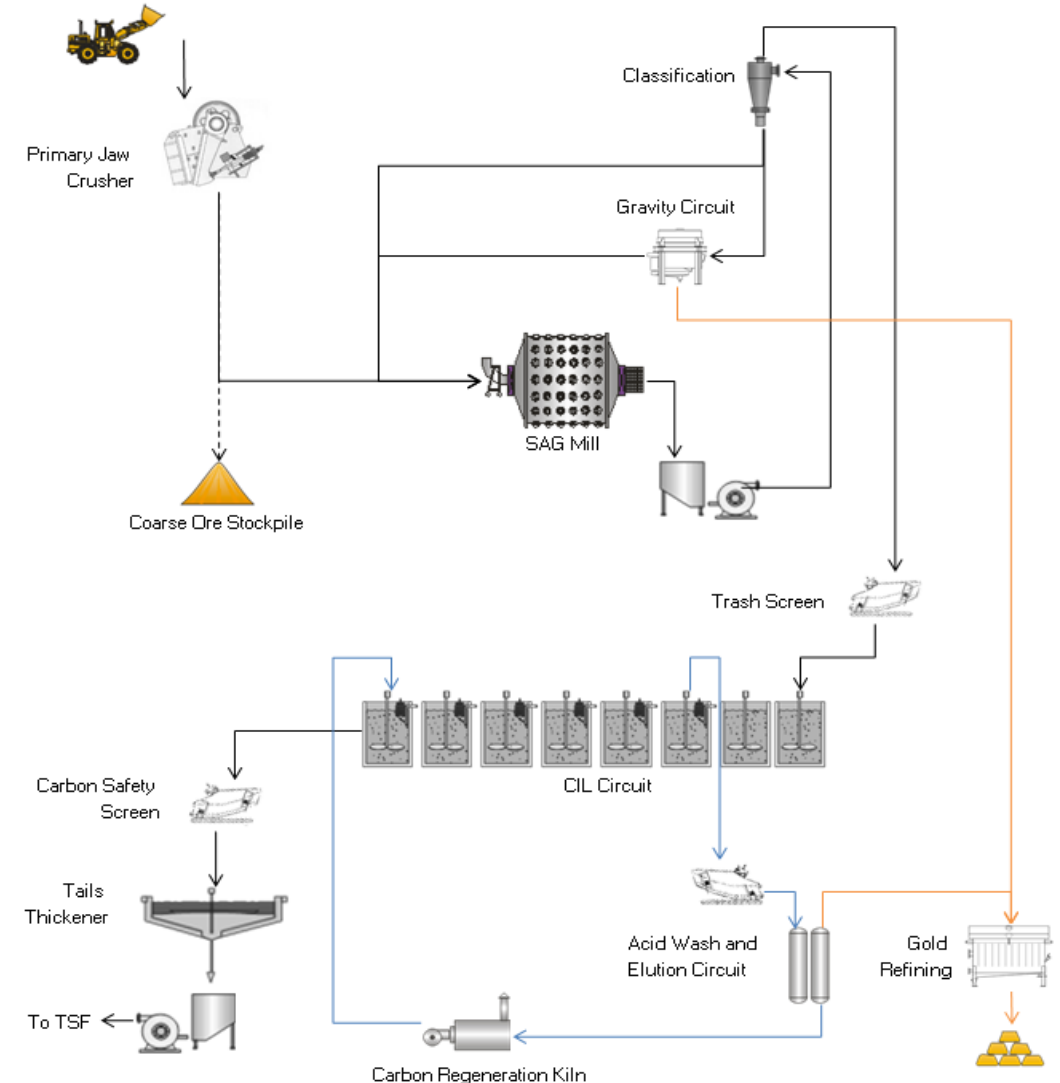 Classification
Primary Jaw
Crusher
Gravity Circuit
SAG Mill
Coarse Ore Stockpile
Trash Screen
CIL Circuit
Carbon Safety
Screen
Tails
Thickener
Acid Wash and
Elution Circuit
Gold
Refining
To TSF
Carbon Regeneration Kiln